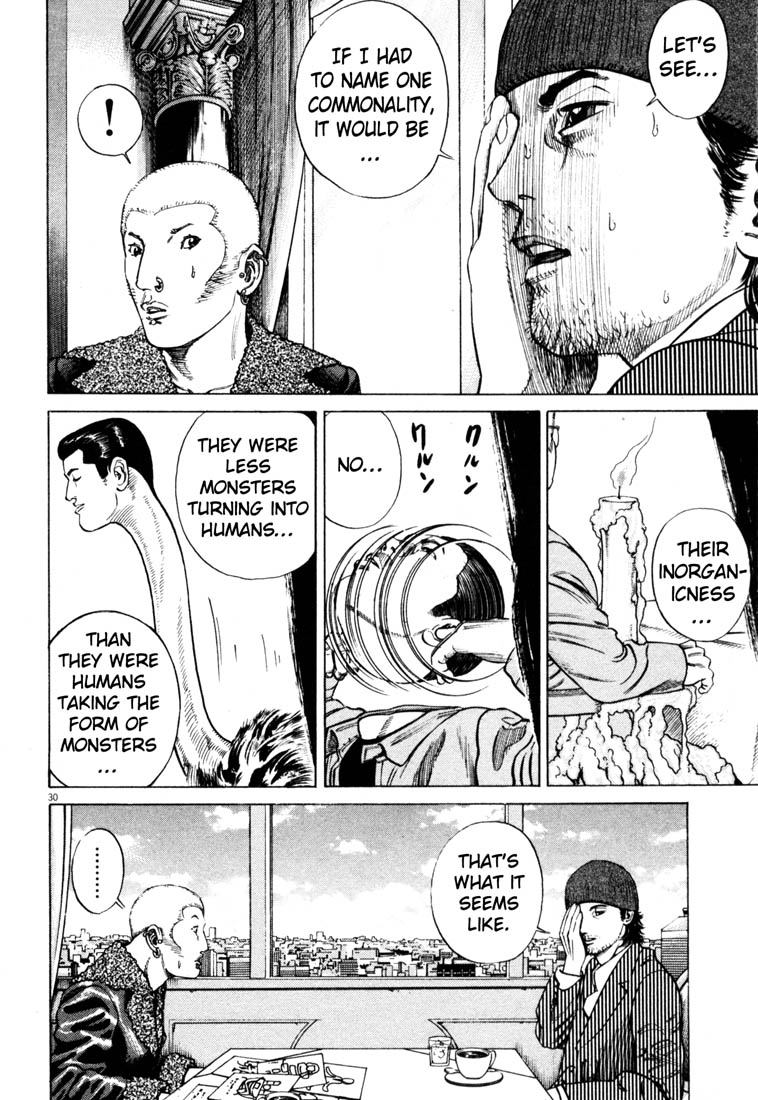 LET'S
SEE...
IF I HAD
TO NAME ONE
COMMONALITY,
IT WOULD BE
...
!
THEIR
INORGAN-
ICNESS
...
クルン
クルン
NO...
THEY WERE
LESS
MONSTERS
TURNING INTO
HUMANS...
THAN
THEY WERE
HUMANS
TAKING THE
FORM OF
MONSTERS
...
30
THAT'S
WHAT IT
SEEMS
LIKE.
........